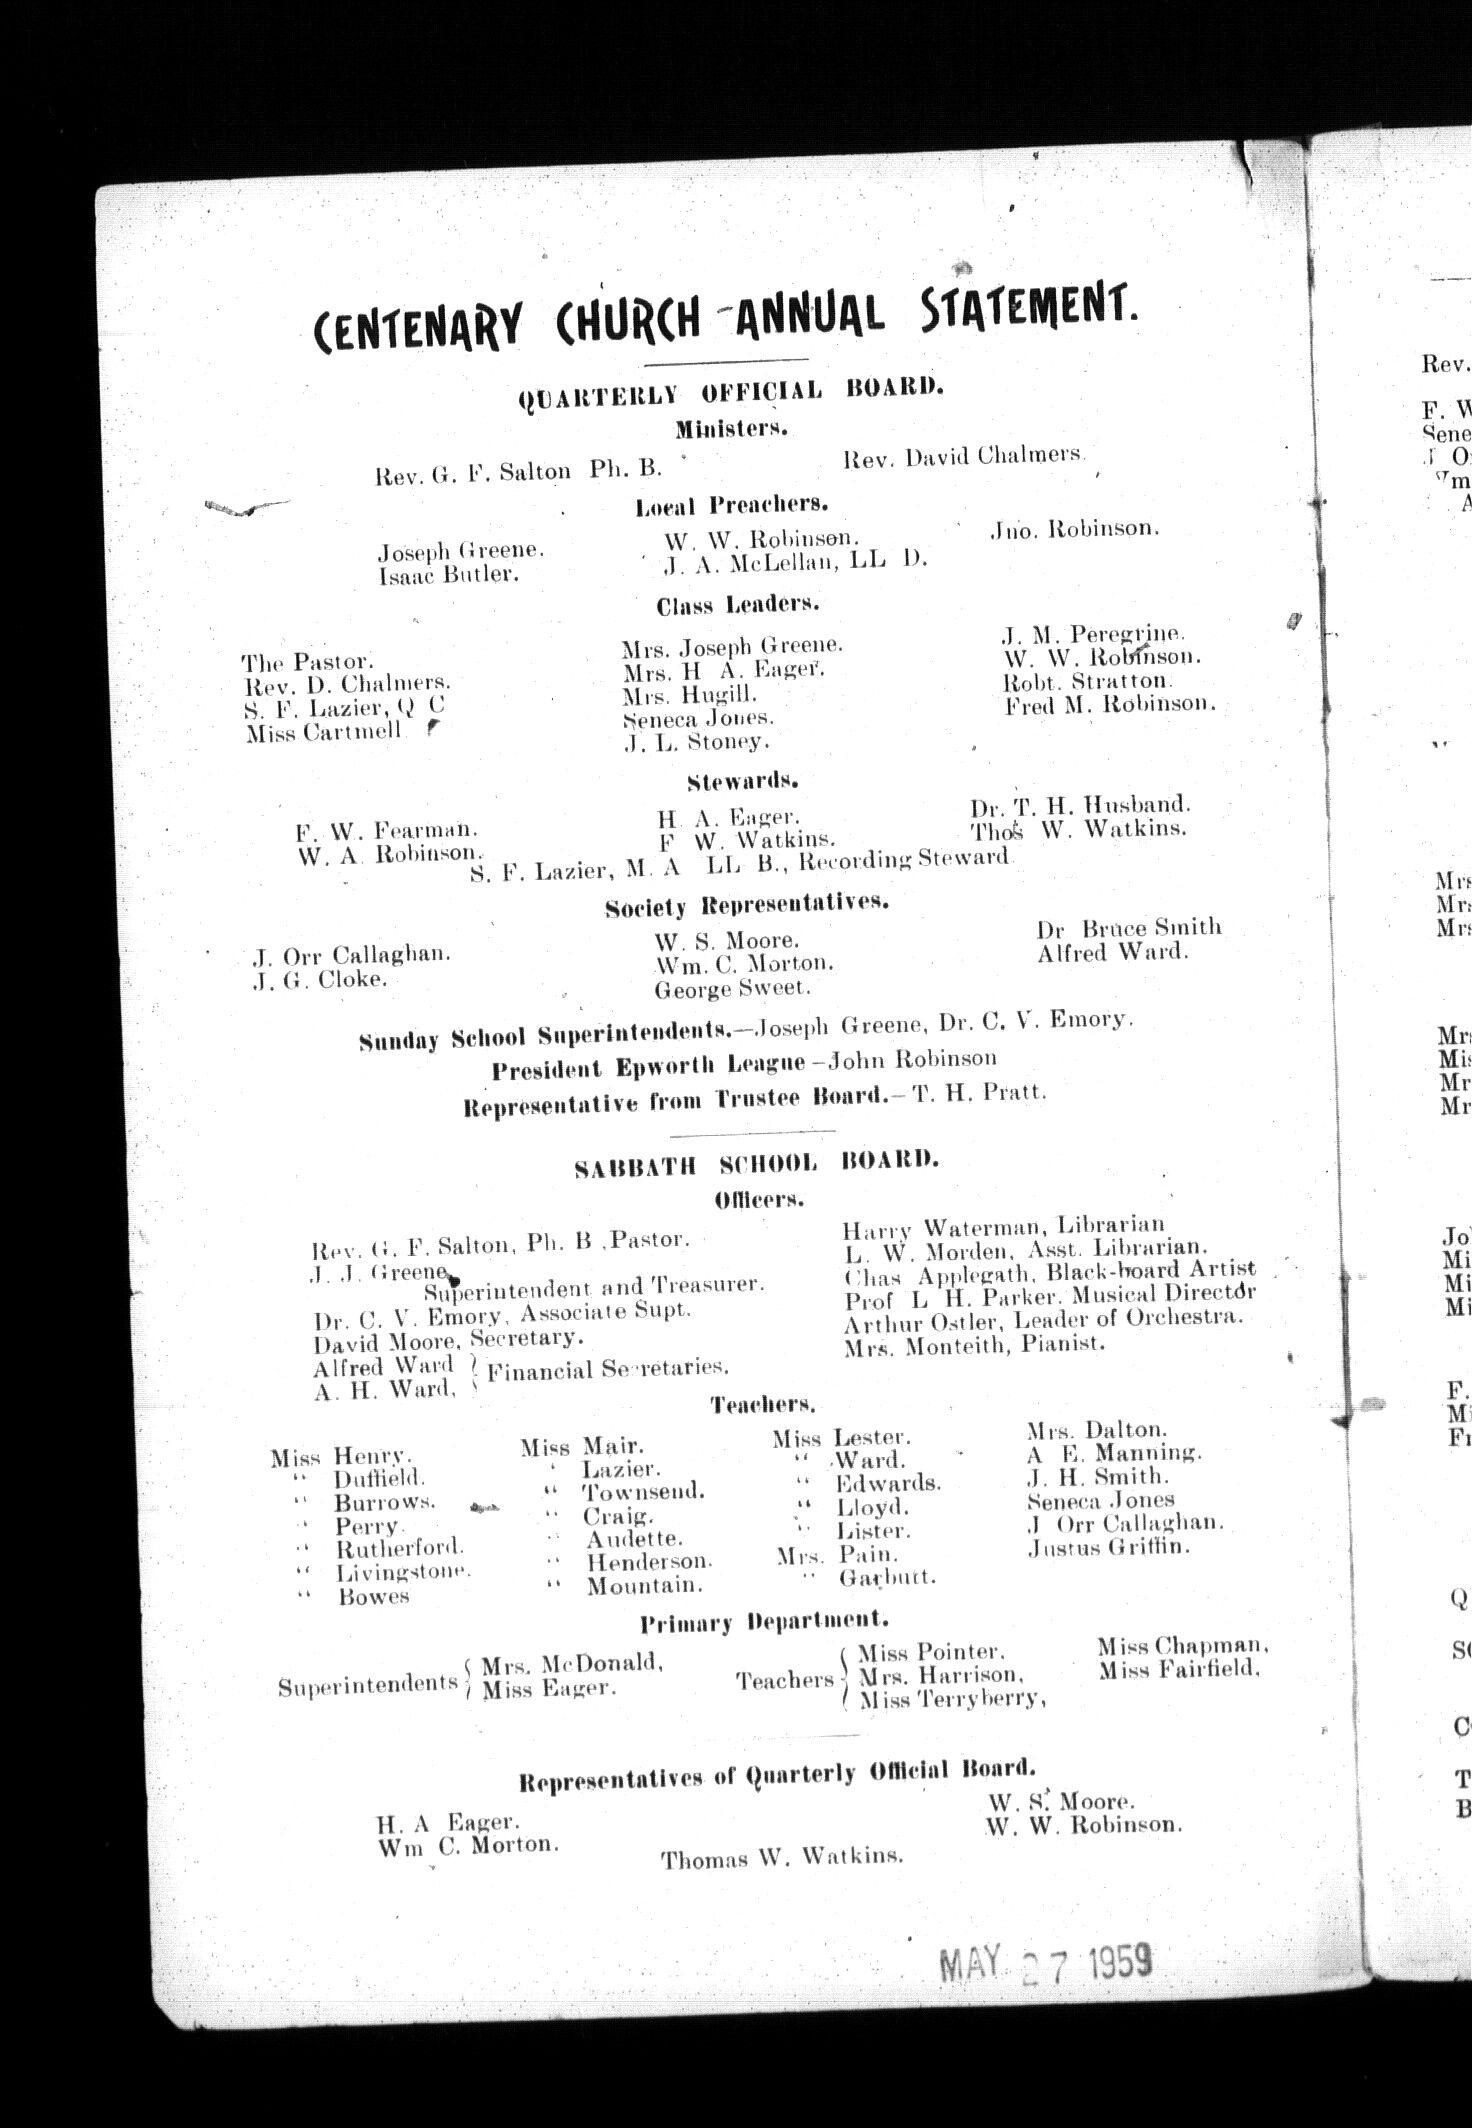 CENTENARY CHURCH - ANNUAL STATEMENT.
QUARTERLY OFFICIAL BOARD.
Ministers.
Rev. G. F. Salton Ph. B. Rev. David Chalmers.
Local Preachers.
Joseph Greene. W. W. Robinson. Jno. Robinson.
Isaac Butler. J. A. McLellan, LL D.
Class Leaders.
The Pastor. Mrs. Joseph Greene. J. M. Peregrine.
Rev. D. Chalmers. Mrs. H A. Eager. W. W. Robinson.
S. F. Lazier, Q C Mrs. Hugill. Robt. Stratton.
Miss Cartmell Seneca Jones. Fred M. Robinson.
J. L. Stoney.
Stewards.
F. W. Fearman. H A. Eager. Dr. T. H. Husband.
W. A Robinson. F W. Watkins. Thos W. Watkins.
S. F. Lazier, M. A LL B., Recording Steward
Society Representatives.
J. Orr Callaghan. W. S. Moore. Dr Bruce Smith
J. G. Cloke. Wm. C. Morton. Alfred Ward.
George Sweet.
Sunday School Superintendents.—Joseph Greene, Dr. C. V. Emory.
President Epworth League—John Robinson
Representative from Trustee Board.—T. H. Pratt.
SABBATH SCHOOL BOARD.
Officers.
Rev. G. F. Salton, Ph. B ,Pastor.
J. J. Greene,
Superintendent and Treasurer.
Dr. C. V. Emory, Associate Supt.
David Moore, Secretary.
Alfred Ward } Financial Secretaries.
A. H. Ward,
Harry Waterman, Librarian
L. W. Morden, Asst. Librarian.
Chas Applegath, Black-board Artist
Prof L H. Parker. Musical Director
Arthur Ostler, Leader of Orchestra.
Mrs. Monteith, Pianist.
Teachers.
Miss Henry. Miss Mair. Miss Lester. Mrs. Dalton.
" Duffield. " Lazier. " Ward. A E. Manning.
" Burrows. " Townsend. " Edwards. J. H. Smith.
" Perry. " Craig. " Lloyd. Seneca Jones
" Rutherford. " Audette. " Lister. J Orr Callaghan.
" Livingstone. " Henderson. Mrs. Pain. Justus Griffin.
" Bowes " Mountain. " Garbutt.
Primary Department.
Superintendents { Mrs. McDonald, Teachers { Miss Pointer, Miss Chapman,
Miss Eager. Mrs. Harrison, Miss Fairfield,
Miss Terryberry,
Representatives of Quarterly Official Board.
H. A Eager. W. S. Moore.
Wm C. Morton. W. W. Robinson.
Thomas W. Watkins.
MAY 27 1959